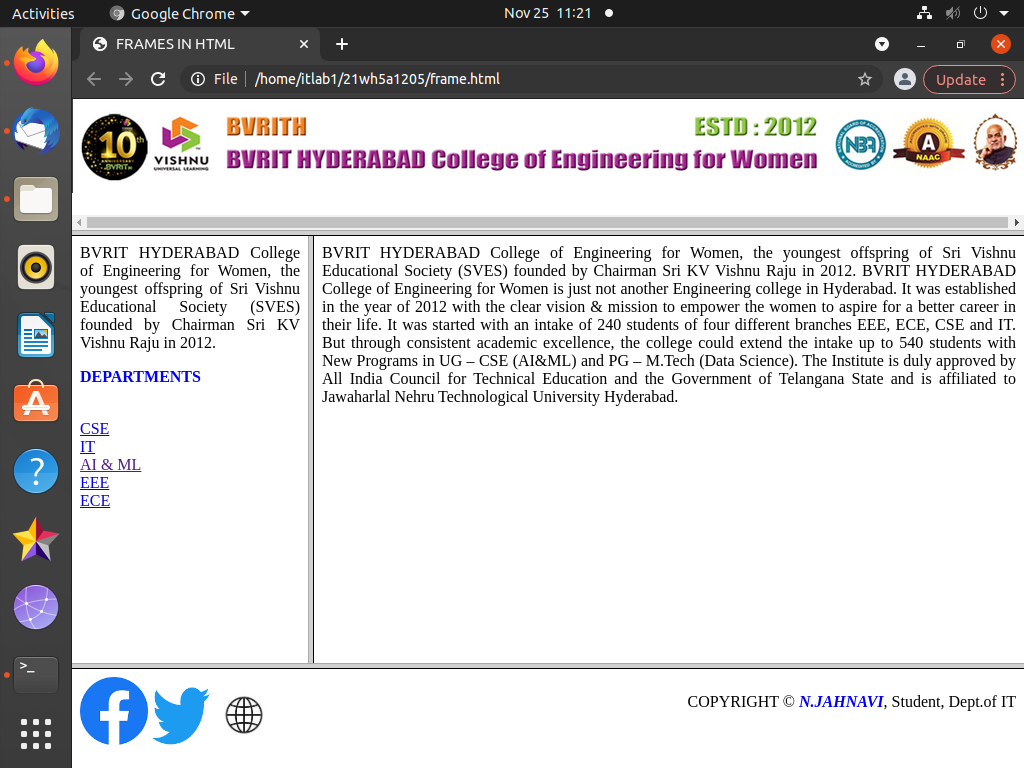 Activities
Google Chrome
Nov 25 11:21
FRAMES IN HTML
File
/home/itlab1/21wh5a1205/frame.html
Update
10th
ANNIVERSARY
BVRITH
VISHNU
UNIVERSAL LEARNING
BVRITH
ESTD : 2012
BVRIT HYDERABAD College of Engineering for Women
NBA
A
NAAC
BVRIT HYDERABAD College
of Engineering for Women, the
youngest offspring of Sri Vishnu
Educational Society (SVES)
founded by Chairman Sri KV
Vishnu Raju in 2012.
DEPARTMENTS
CSE
IT
AI & ML
EEE
ECE
BVRIT HYDERABAD College of Engineering for Women, the youngest offspring of Sri Vishnu
Educational Society (SVES) founded by Chairman Sri KV Vishnu Raju in 2012. BVRIT HYDERABAD
College of Engineering for Women is just not another Engineering college in Hyderabad. It was established
in the year of 2012 with the clear vision & mission to empower the women to aspire for a better career in
their life. It was started with an intake of 240 students of four different branches EEE, ECE, CSE and IT.
But through consistent academic excellence, the college could extend the intake up to 540 students with
New Programs in UG – CSE (AI&ML) and PG – M.Tech (Data Science). The Institute is duly approved by
All India Council for Technical Education and the Government of Telangana State and is affiliated to
Jawaharlal Nehru Technological University Hyderabad.
COPYRIGHT © N.JAHNAVI, Student, Dept.of IT